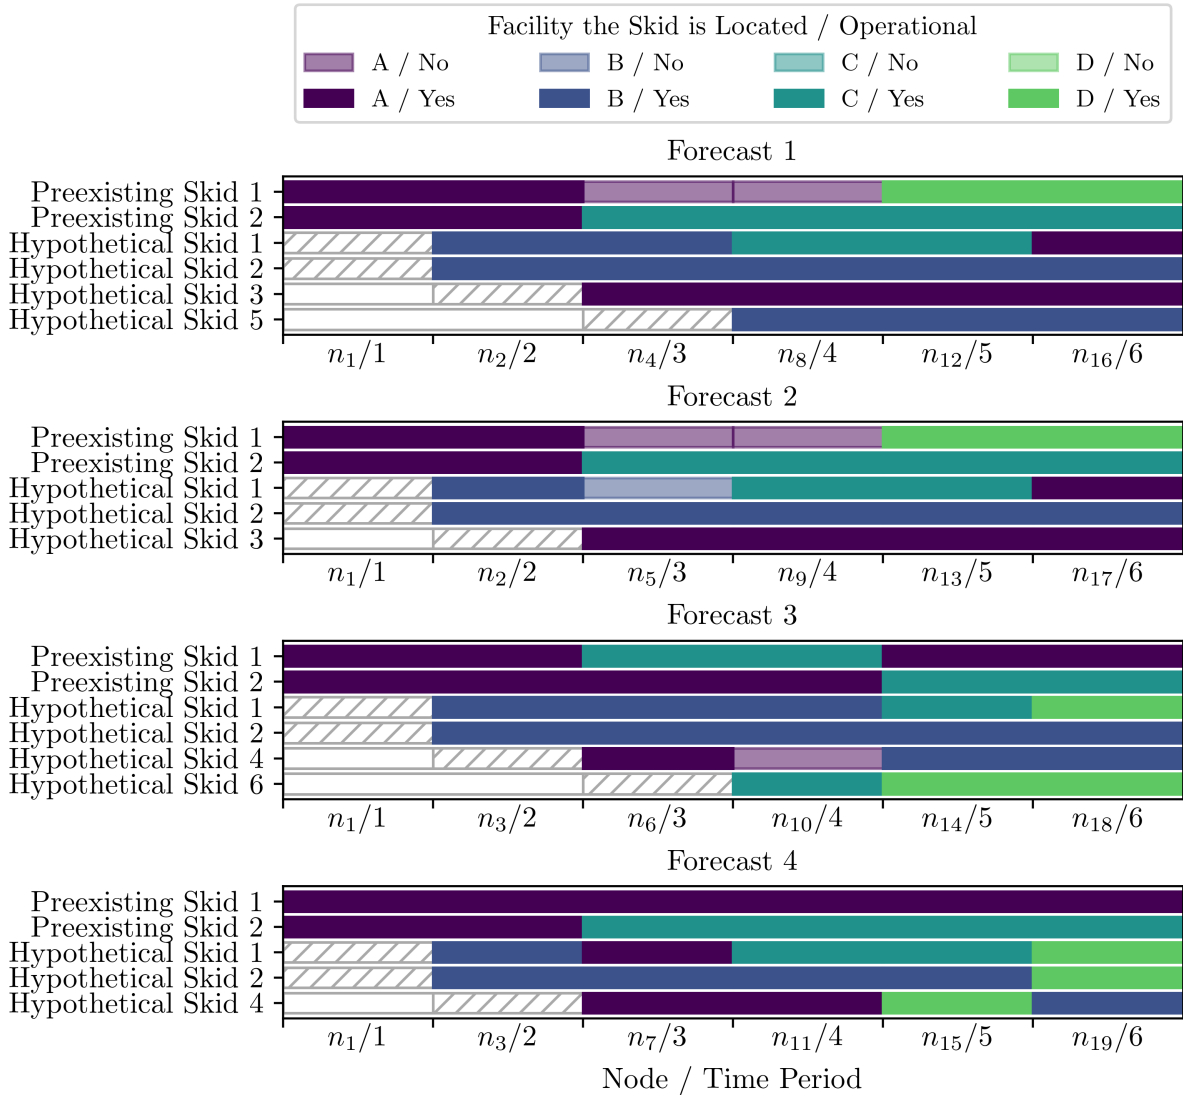 Facility the Skid is Located / Operational
A / No B / No C / No D / No
A / Yes B / Yes C / Yes D / Yes
Forecast 1
Preexisting Skid 1
Preexisting Skid 2
Hypothetical Skid 1
Hypothetical Skid 2
Hypothetical Skid 3
Hypothetical Skid 5
n₁/1 n₂/2 n₄/3 n₈/4 n₁₂/5 n₁₆/6
Forecast 2
Preexisting Skid 1
Preexisting Skid 2
Hypothetical Skid 1
Hypothetical Skid 2
Hypothetical Skid 3
n₁/1 n₂/2 n₅/3 n₉/4 n₁₃/5 n₁₇/6
Forecast 3
Preexisting Skid 1
Preexisting Skid 2
Hypothetical Skid 1
Hypothetical Skid 2
Hypothetical Skid 4
Hypothetical Skid 6
n₁/1 n₃/2 n₆/3 n₁₀/4 n₁₄/5 n₁₈/6
Forecast 4
Preexisting Skid 1
Preexisting Skid 2
Hypothetical Skid 1
Hypothetical Skid 2
Hypothetical Skid 4
n₁/1 n₃/2 n₇/3 n₁₁/4 n₁₅/5 n₁₉/6
Node / Time Period